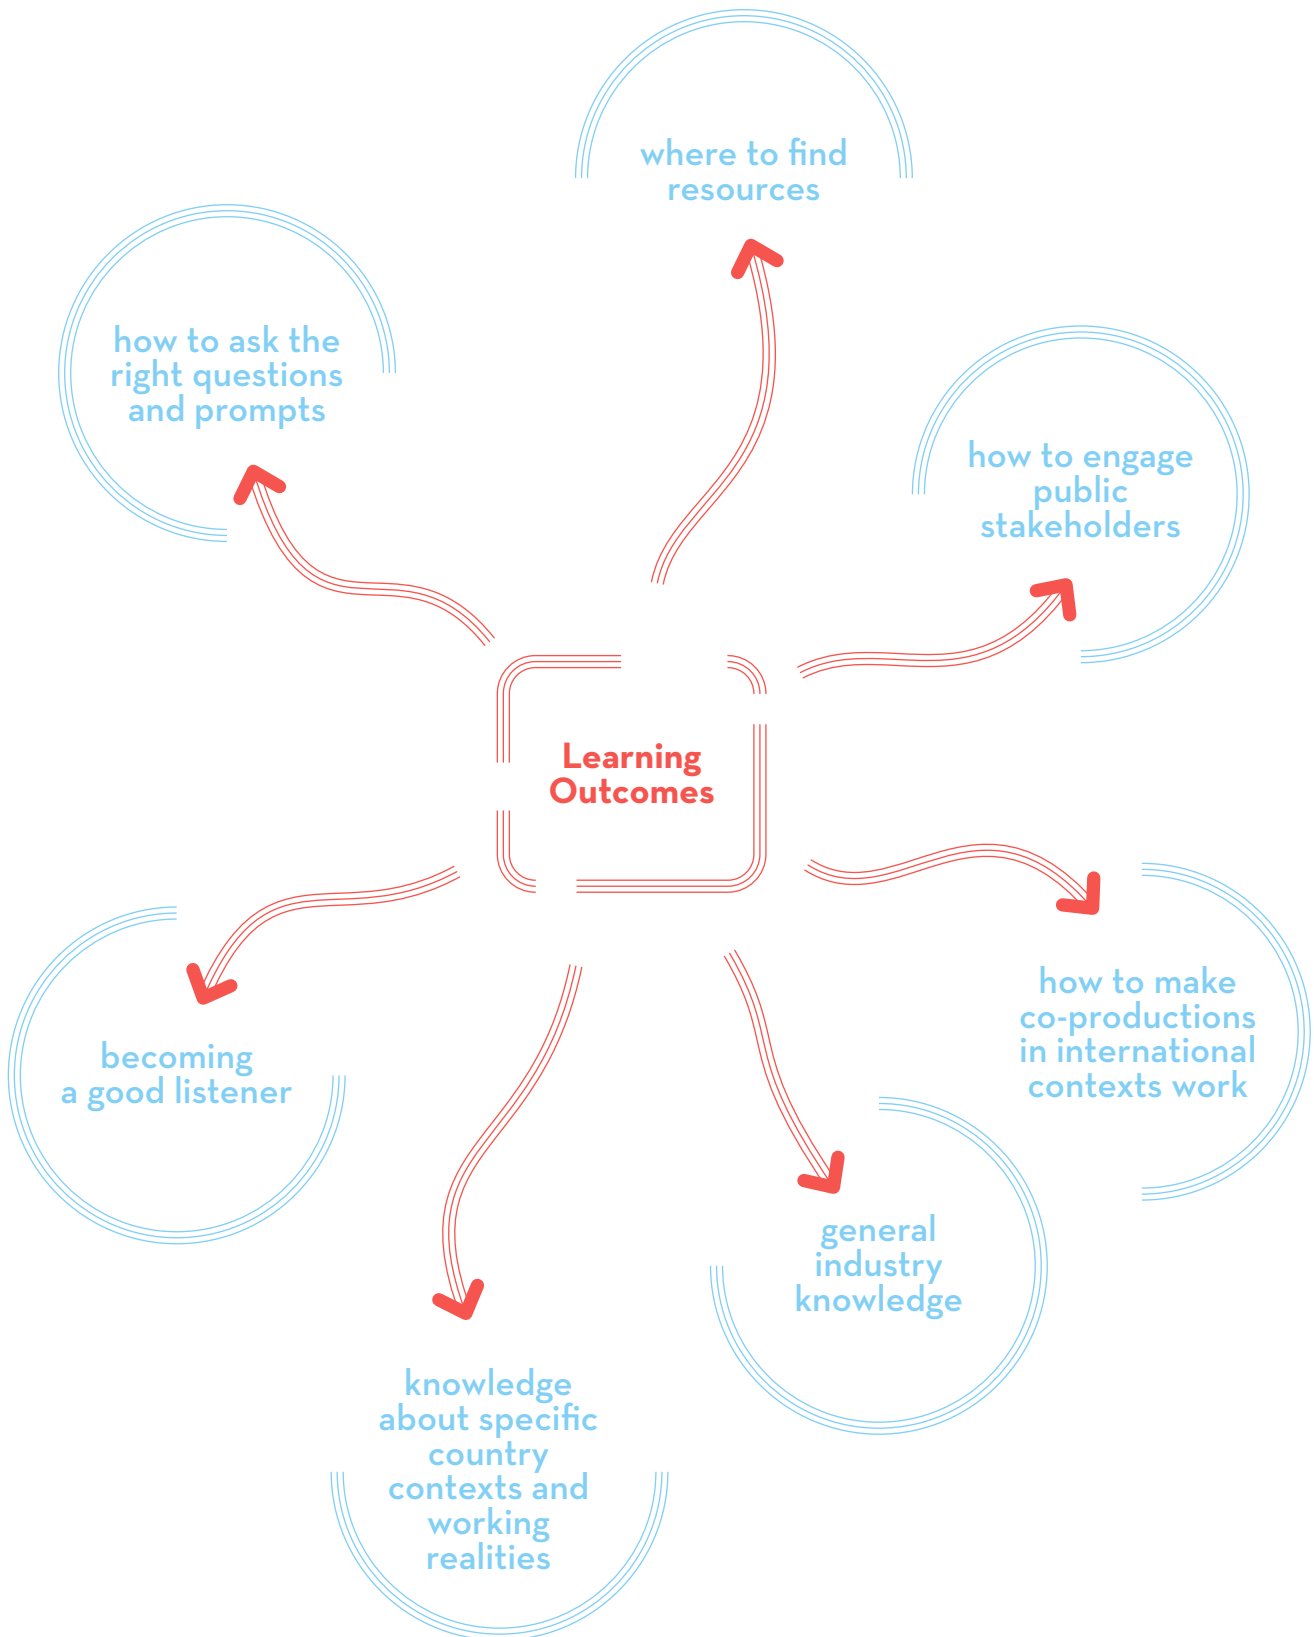 where to find
resources
how to ask the
right questions
and prompts
how to engage
public
stakeholders
Learning
Outcomes
how to make
co-productions
in international
contexts work
becoming
a good listener
general
industry
knowledge
knowledge
about specific
country
contexts and
working
realities